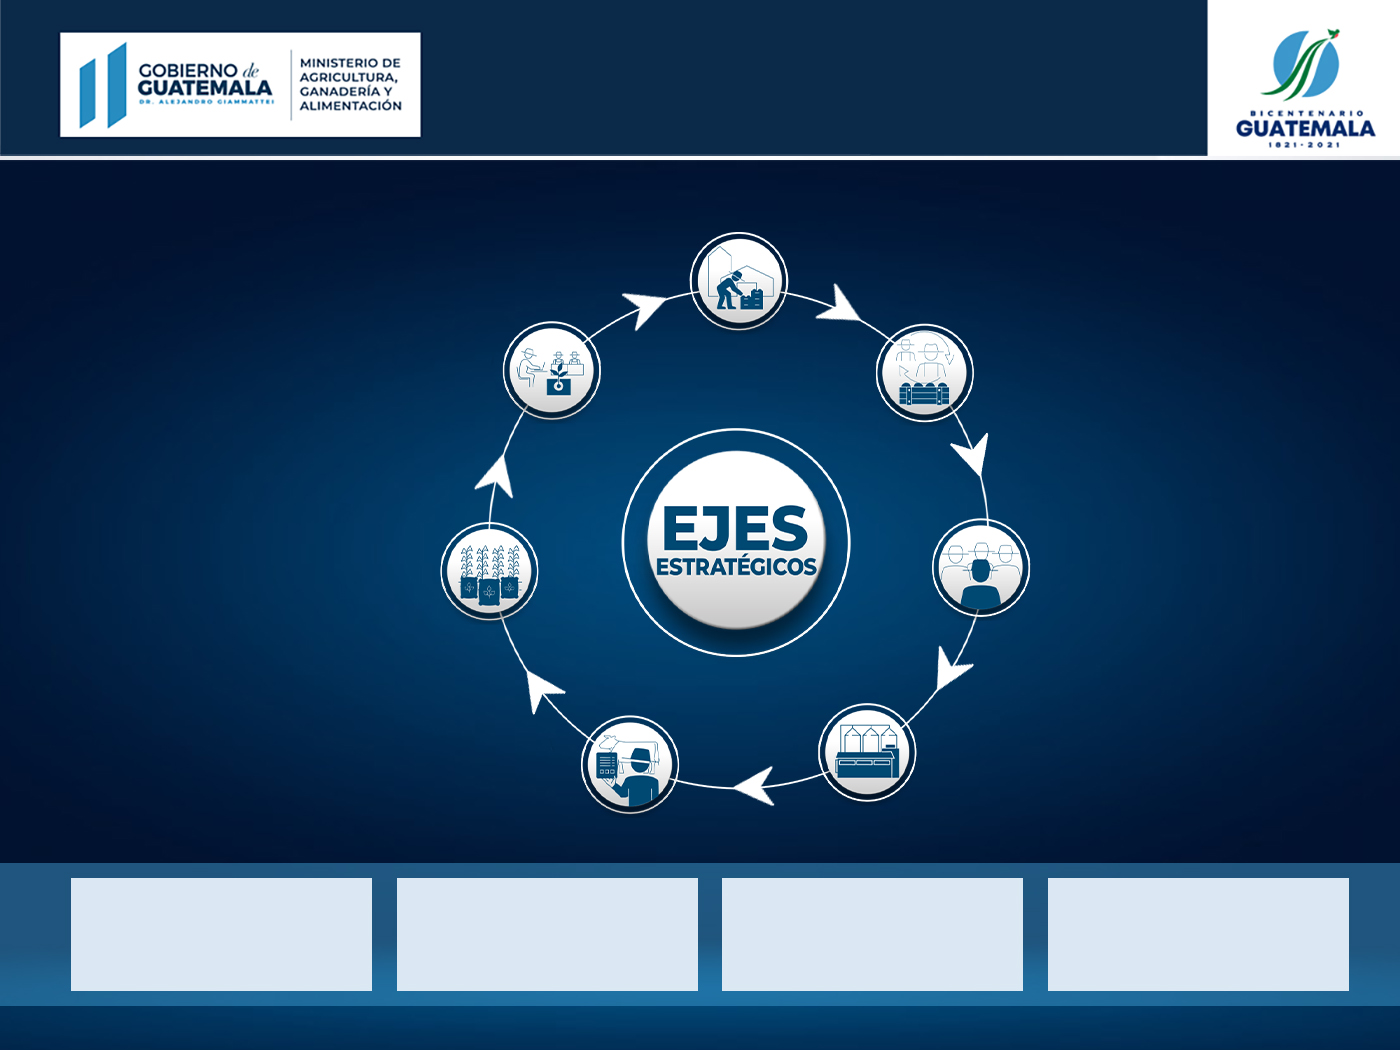 GOBIERNO de
GUATEMALA
DR. ALEJANDRO GIAMMATTEI
MINISTERIO DE
AGRICULTURA,
GANADERÍA Y
ALIMENTACIÓN
BICENTENARIO
GUATEMALA
1821-2021
EJES
ESTRATÉGICOS